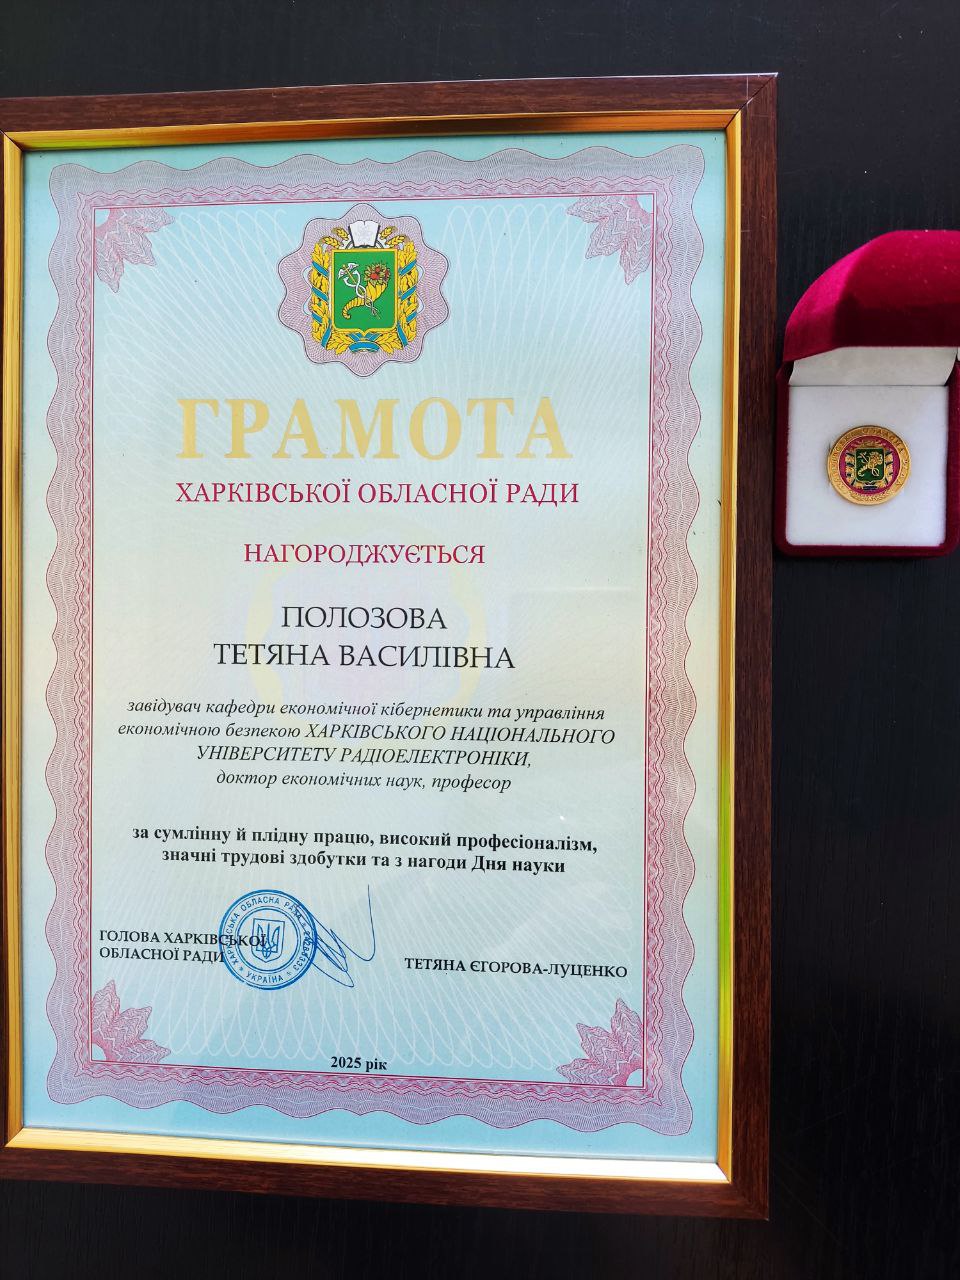 ГРАМОТА
ХАРКІВСЬКОЇ ОБЛАСНОЇ РАДИ
НАГОРОДЖУЄТЬСЯ
ПОЛОЗОВА
ТЕТЯНА ВАСИЛІВНА
завідувач кафедри економічної кібернетики та управління
економічною безпекою ХАРКІВСЬКОГО НАЦІОНАЛЬНОГО
УНІВЕРСИТЕТУ РАДІОЕЛЕКТРОНІКИ,
доктор економічних наук, професор
за сумлінну й плідну працю, високий професіоналізм,
значні трудові здобутки та з нагоди Дня науки
ГОЛОВА ХАРКІВСЬКОЇ
ОБЛАСНОЇ РАДИ
ХАРКІВСЬКА ОБЛАСНА РАДА
УКРАЇНА
ТЕТЯНА ЄГОРОВА-ЛУЦЕНКО
2025 рік